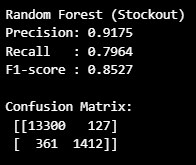 Random Forest (Stockout)
Precision: 0.9175
Recall   : 0.7964
F1-score : 0.8527
Confusion Matrix:
 [[13300   127]
 [  361  1412]]